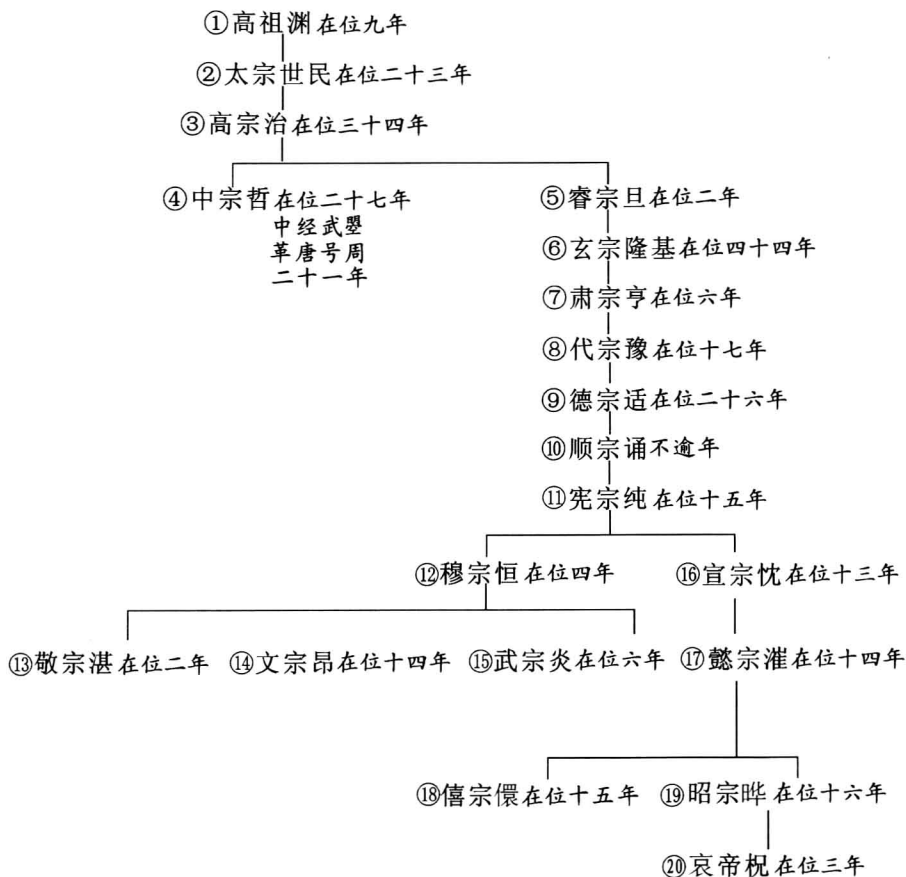 ①高祖渊在位九年
②太宗世民在位二十三年
③高宗治在位三十四年
④中宗哲在位二十七年
中经武曌
革唐号周
二十一年
⑤睿宗旦在位二年
⑥玄宗隆基在位四十四年
⑦肃宗亨在位六年
⑧代宗豫在位十七年
⑨德宗适在位二十六年
⑩顺宗诵不逾年
⑪宪宗纯在位十五年
⑫穆宗恒在位四年
⑯宣宗忱在位十三年
⑬敬宗湛在位二年
⑭文宗昂在位十四年
⑮武宗炎在位六年
⑰懿宗漼在位十四年
⑱僖宗儇在位十五年
⑲昭宗晔在位十六年
⑳哀帝柷在位三年